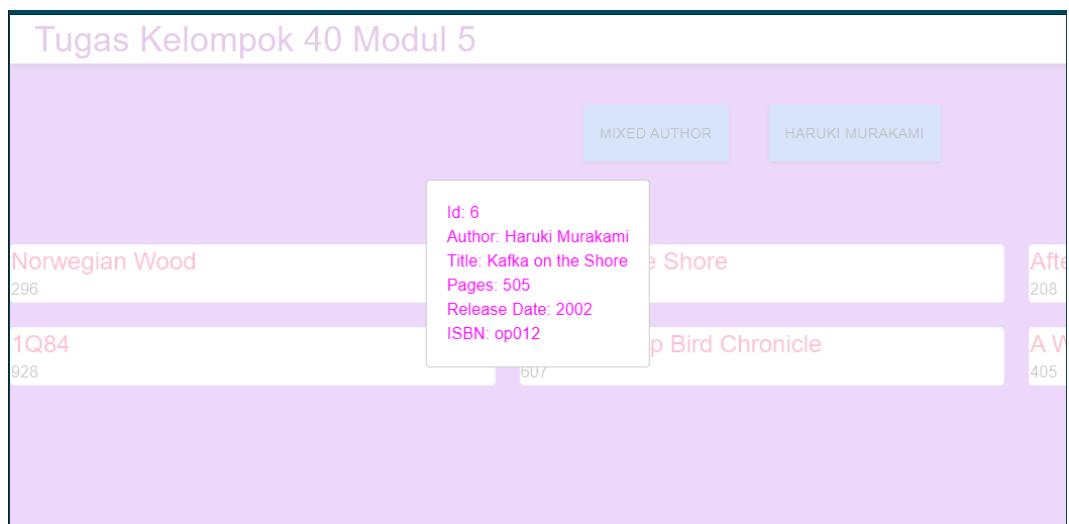 Tugas Kelompok 40 Modul 5
MIXED AUTHOR
HARUKI MURAKAMI
Id: 6
Author: Haruki Murakami
Title: Kafka on the Shore
Pages: 505
Release Date: 2002
ISBN: op012
Norwegian Wood
296
Shore
208
1Q84
928
Bird Chronicle
607
A
405